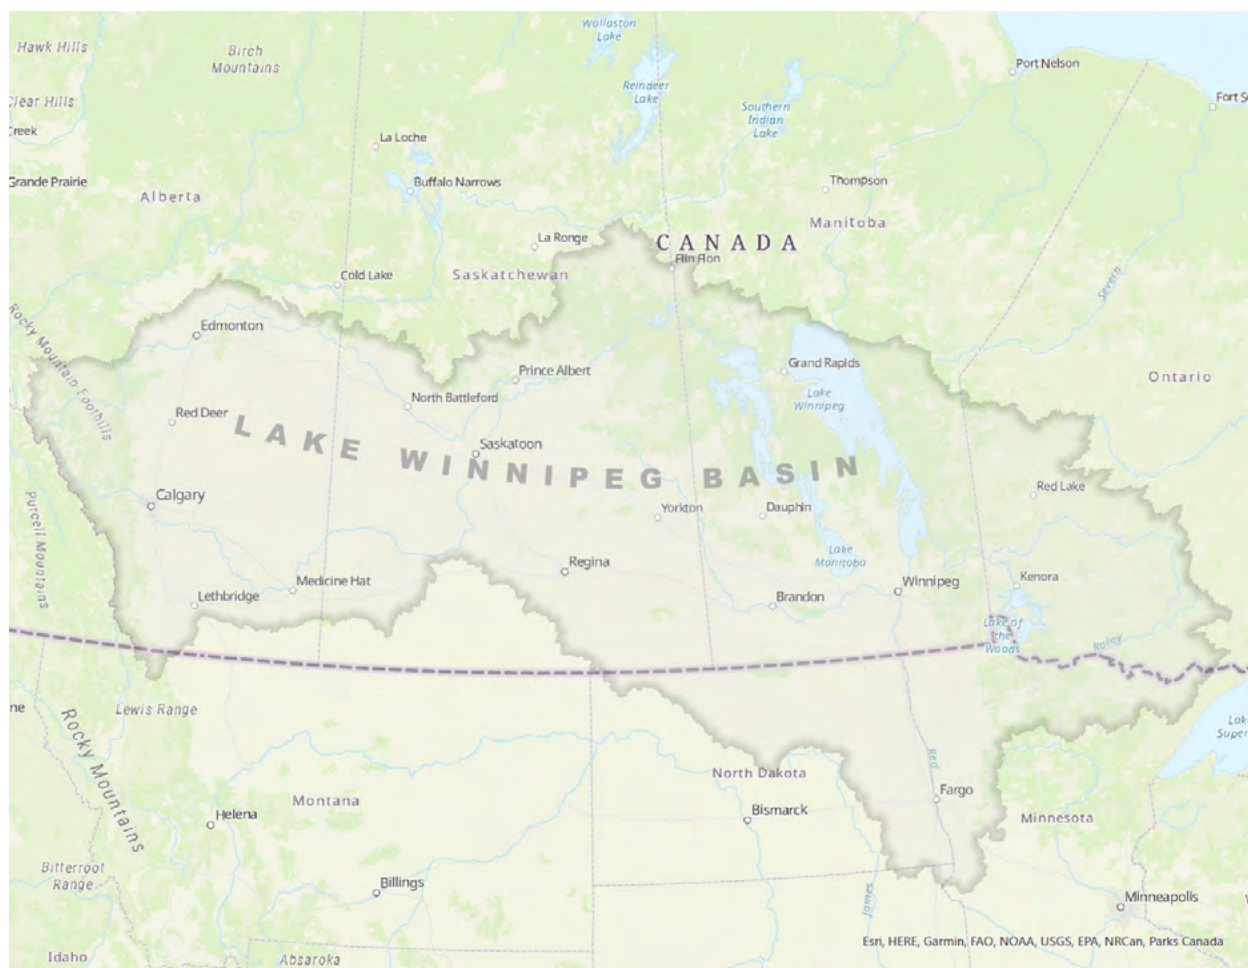 Hawk Hills
Birch
Mountains
Wollaston
Lake
Port Nelson
Clear Hills
Reindeer
Lake
Southern
Indian
Lake
Creek
La Loche
Grande Prairie
Alberta
Buffalo Narrows
Thompson
Manitoba
La Ronge
CANADA
Flin Flon
Cold Lake
Saskatchewan
Severn
Rocky Mountain Foothills
Edmonton
Grand Rapids
Prince Albert
Ontario
Lake
Winnipeg
North Battleford
Red Deer
LAKE WINNIPEG BASIN
Saskatoon
Red Lake
Calgary
Yorkton
Dauphin
Purcell Mountains
Lake
Manitoba
Regina
Medicine Hat
Winnipeg
Kenora
Lethbridge
Brandon
Lake of
the
Woods
Rainy
Lewis Range
Rocky Mountains
Red
North Dakota
Montana
Fargo
Helena
Bismarck
Minnesota
Bitterroot
Range
Billings
James
Minneapolis
Esri, HERE, Garmin, FAO, NOAA, USGS, EPA, NRCan, Parks Canada
Idaho
Absaroka